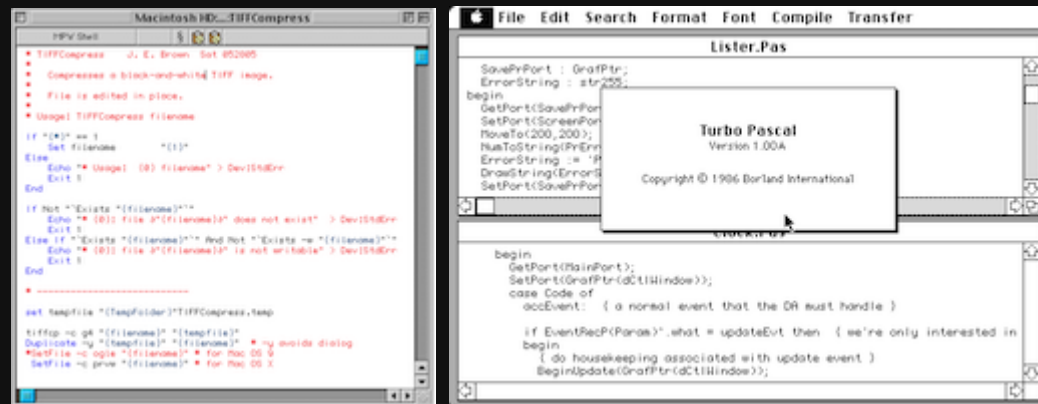 Macintosh HD:...:TIFFCompress
MPW Shell
* TIFFCompress J. E. Brown Sat 052005
*
* Compresses a black-and-white TIFF image.
*
* File is edited in place.
*
* Usage: TIFFCompress filename
If "{#}" == 1
Set filename "{1}"
Else
Echo "# Usage: {0} filename" > Dev:StdErr
Exit 1
End
If Not "`Exists "{filename}"`"
Echo "# {0}: file ∂"{filename}∂" does not exist" > Dev:StdErr
Exit 1
Else If "`Exists "{filename}"`" And Not "`Exists -w "{filename}"`"
Echo "# {0}: file ∂"{filename}∂" is not writable" > Dev:StdErr
Exit 1
End
* ---------------------------
set tempfile "{TempFolder}"TIFFCompress.temp
tiffcp -c g4 "{filename}" "{tempfile}"
Duplicate -y "{tempfile}" "{filename}" # -y avoids dialog
#SetFile -c ogle "{filename}" # for Mac OS 9
SetFile -c prvw "{filename}" # for Mac OS X
File Edit Search Format Font Compile Transfer
Lister.Pas
SavePrPort : GrafPtr;
ErrorString : str255;
begin
GetPort(SavePrPor
SetPort(ScreenPor
MoveTo(200,200);
NumToString(PrErr
ErrorString := 'P
DrawString(ErrorS
SetPort(SavePrPor
Turbo Pascal
Version 1.00A
Copyright © 1986 Borland International
Clock.Pas
begin
GetPort(MainPort);
SetPort(GrafPtr(dCtlWindow));
case Code of
accEvent: { a normal event that the DA must handle }
if EventRecP(Param)^.what = updateEvt then { we're only interested in
begin
{ do housekeeping associated with update event }
BeginUpdate(GrafPtr(dCtlWindow));